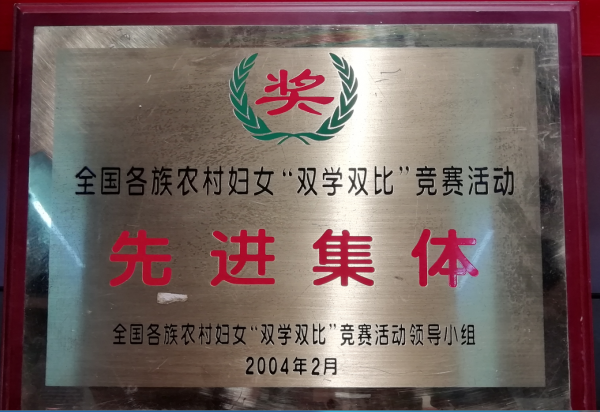 奖
全国各族农村妇女“双学双比”竞赛活动
先进集体
全国各族农村妇女“双学双比”竞赛活动领导小组
2004年2月